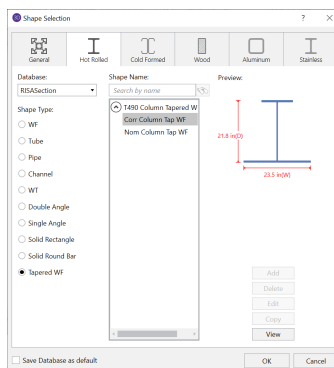 Shape Selection
? ×
General
Hot Rolled
Cold Formed
Wood
Aluminum
Stainless
Database:
RISASection
Shape Type:
WF
Tube
Pipe
Channel
WT
Double Angle
Single Angle
Solid Rectangle
Solid Round Bar
Tapered WF
Shape Name:
Search by name
T490 Column Tapered W
Corr Column Tap WF
Nom Column Tap WF
Preview:
21.8 in(D)
23.5 in(W)
Add
Delete
Edit
Copy
View
Save Database as default
OK
Cancel